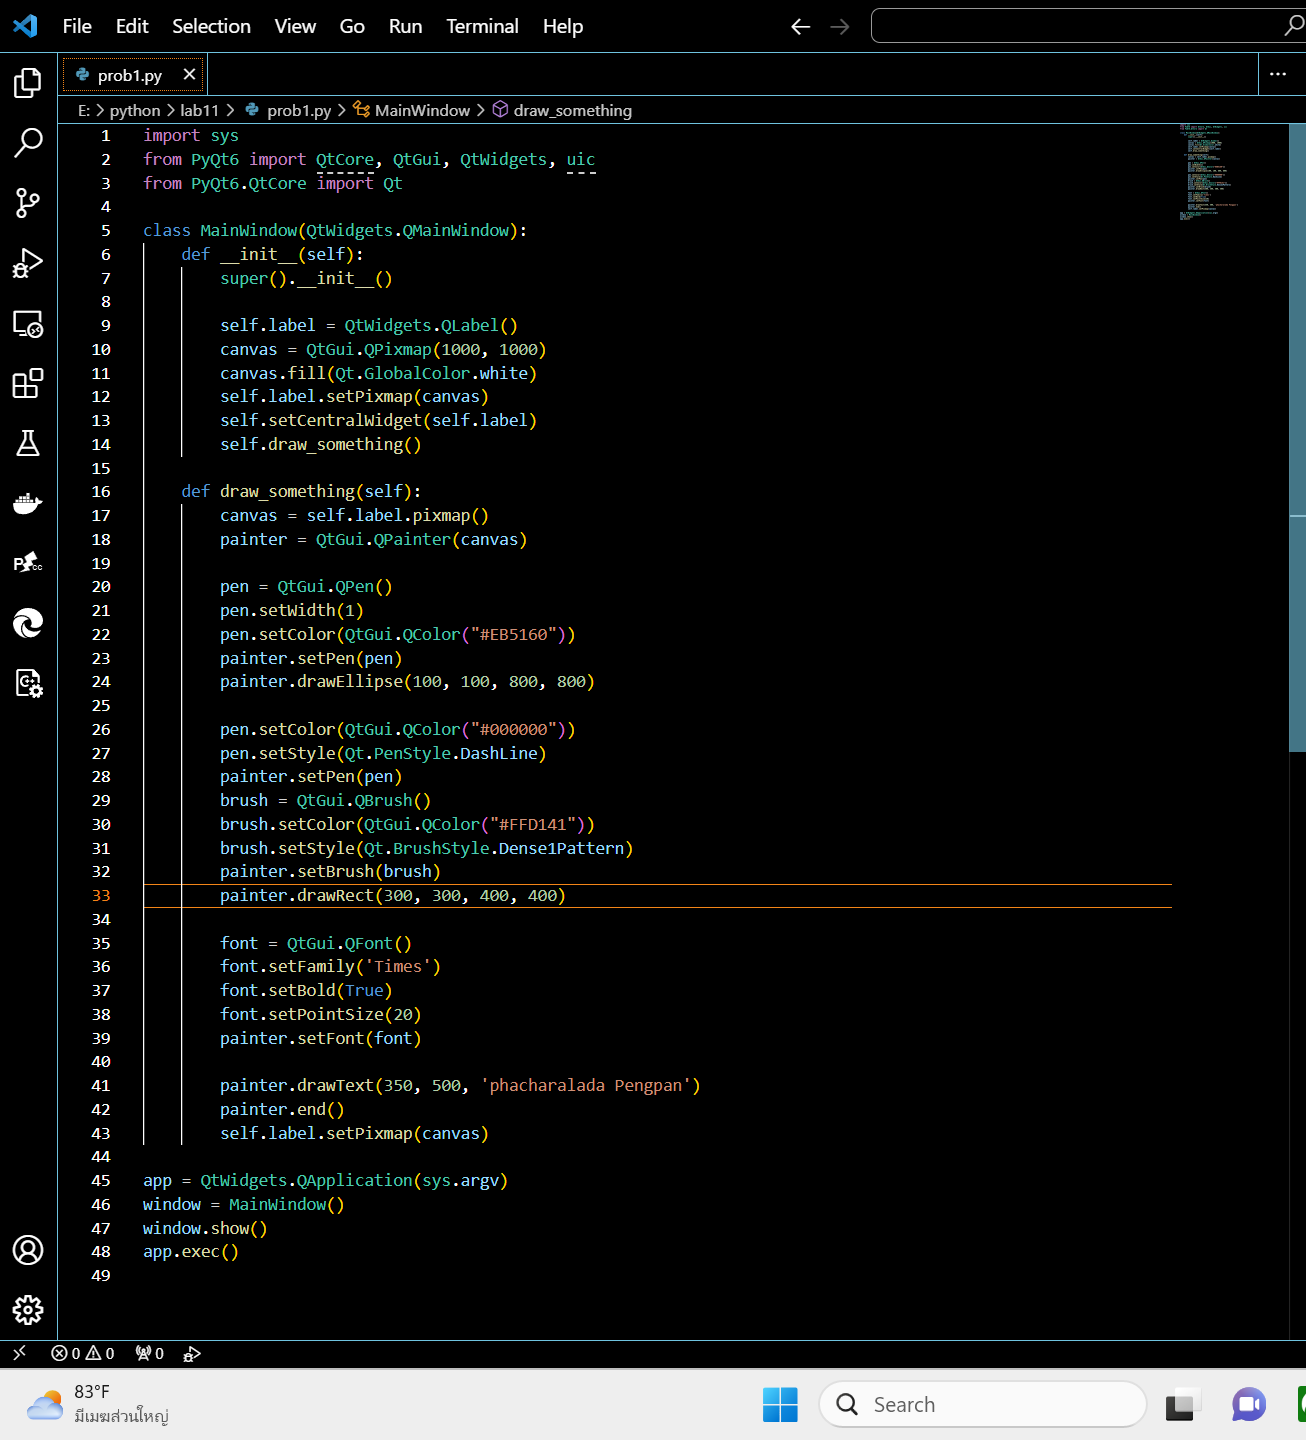 File Edit Selection View Go Run Terminal Help
prob1.py
E: > python > lab11 > prob1.py > MainWindow > draw_something
1 import sys
2 from PyQt6 import QtCore, QtGui, QtWidgets, uic
3 from PyQt6.QtCore import Qt
4
5 class MainWindow(QtWidgets.QMainWindow):
6     def __init__(self):
7         super().__init__()
8
9         self.label = QtWidgets.QLabel()
10         canvas = QtGui.QPixmap(1000, 1000)
11         canvas.fill(Qt.GlobalColor.white)
12         self.label.setPixmap(canvas)
13         self.setCentralWidget(self.label)
14         self.draw_something()
15
16     def draw_something(self):
17         canvas = self.label.pixmap()
18         painter = QtGui.QPainter(canvas)
19
20         pen = QtGui.QPen()
21         pen.setWidth(1)
22         pen.setColor(QtGui.QColor("#EB5160"))
23         painter.setPen(pen)
24         painter.drawEllipse(100, 100, 800, 800)
25
26         pen.setColor(QtGui.QColor("#000000"))
27         pen.setStyle(Qt.PenStyle.DashLine)
28         painter.setPen(pen)
29         brush = QtGui.QBrush()
30         brush.setColor(QtGui.QColor("#FFD141"))
31         brush.setStyle(Qt.BrushStyle.Dense1Pattern)
32         painter.setBrush(brush)
33         painter.drawRect(300, 300, 400, 400)
34
35         font = QtGui.QFont()
36         font.setFamily('Times')
37         font.setBold(True)
38         font.setPointSize(20)
39         painter.setFont(font)
40
41         painter.drawText(350, 500, 'phacharalada Pengpan')
42         painter.end()
43         self.label.setPixmap(canvas)
44
45 app = QtWidgets.QApplication(sys.argv)
46 window = MainWindow()
47 window.show()
48 app.exec()
49
0 0 0
83°F
มีเมฆส่วนใหญ่
Search